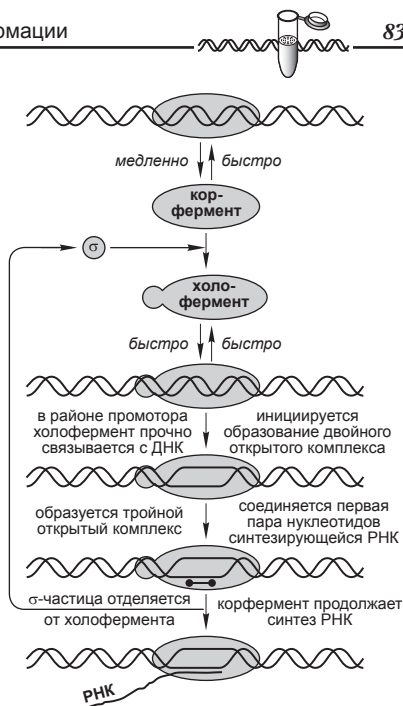 омации
83
медленно быстро
кор-
фермент
σ
холо-
фермент
быстро быстро
в районе промотора
холофермент прочно
связывается с ДНК
инициируется
образование двойного
открытого комплекса
образуется тройной
открытый комплекс
соединяется первая
пара нуклеотидов
синтезирующейся РНК
σ-частица отделяется
от холофермента
корфермент продолжает
синтез РНК
РНК